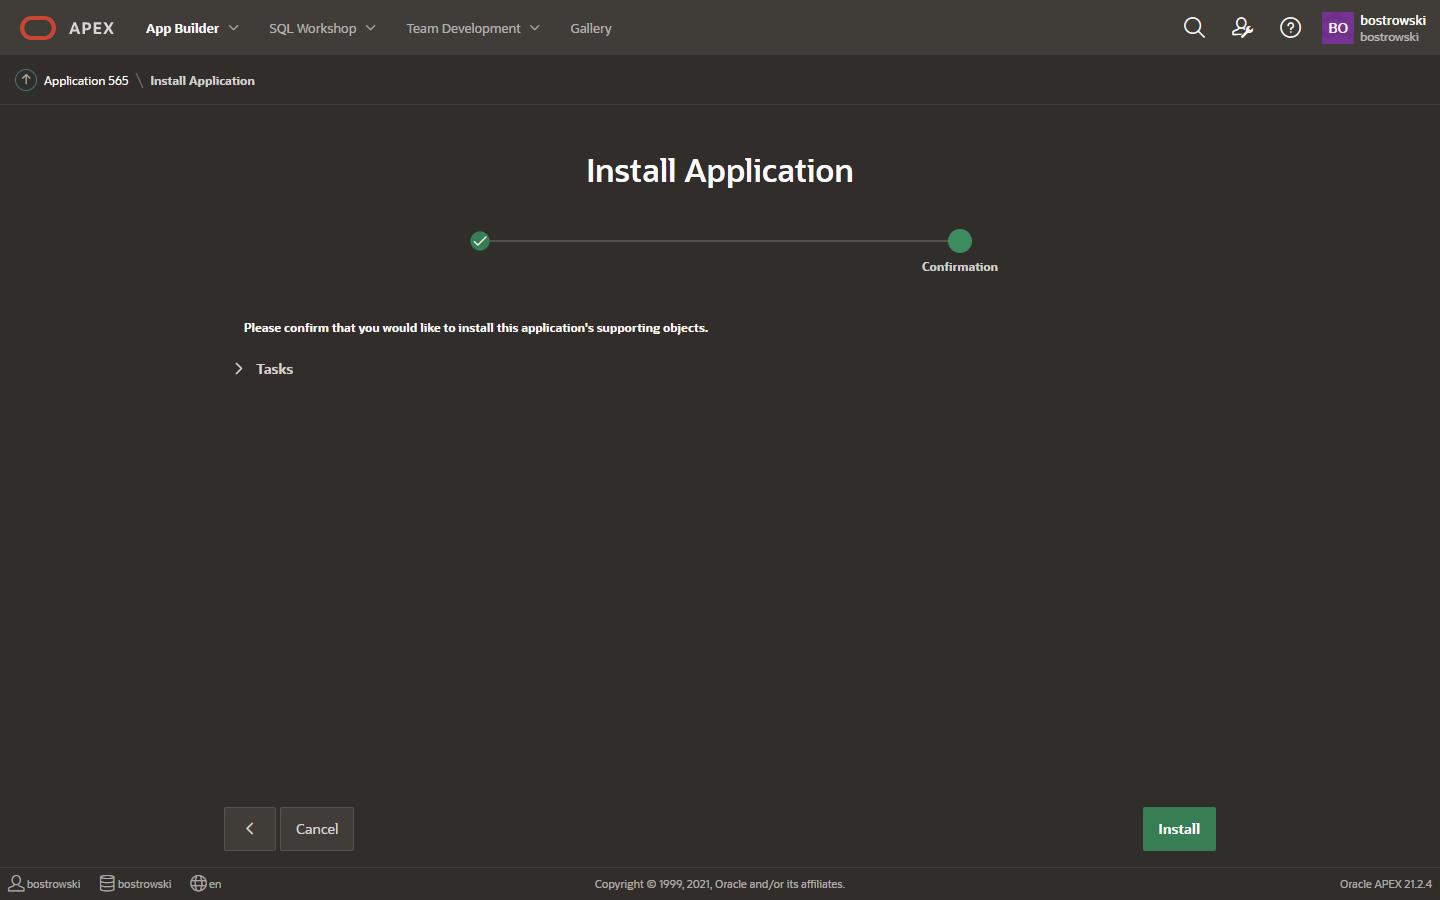 APEX App Builder SQL Workshop Team Development Gallery BO bostrowski
bostrowski
Application 565 \ Install Application
Install Application
Confirmation
Please confirm that you would like to install this application's supporting objects.
Tasks
Cancel Install
bostrowski bostrowski en Copyright © 1999, 2021, Oracle and/or its affiliates. Oracle APEX 21.2.4